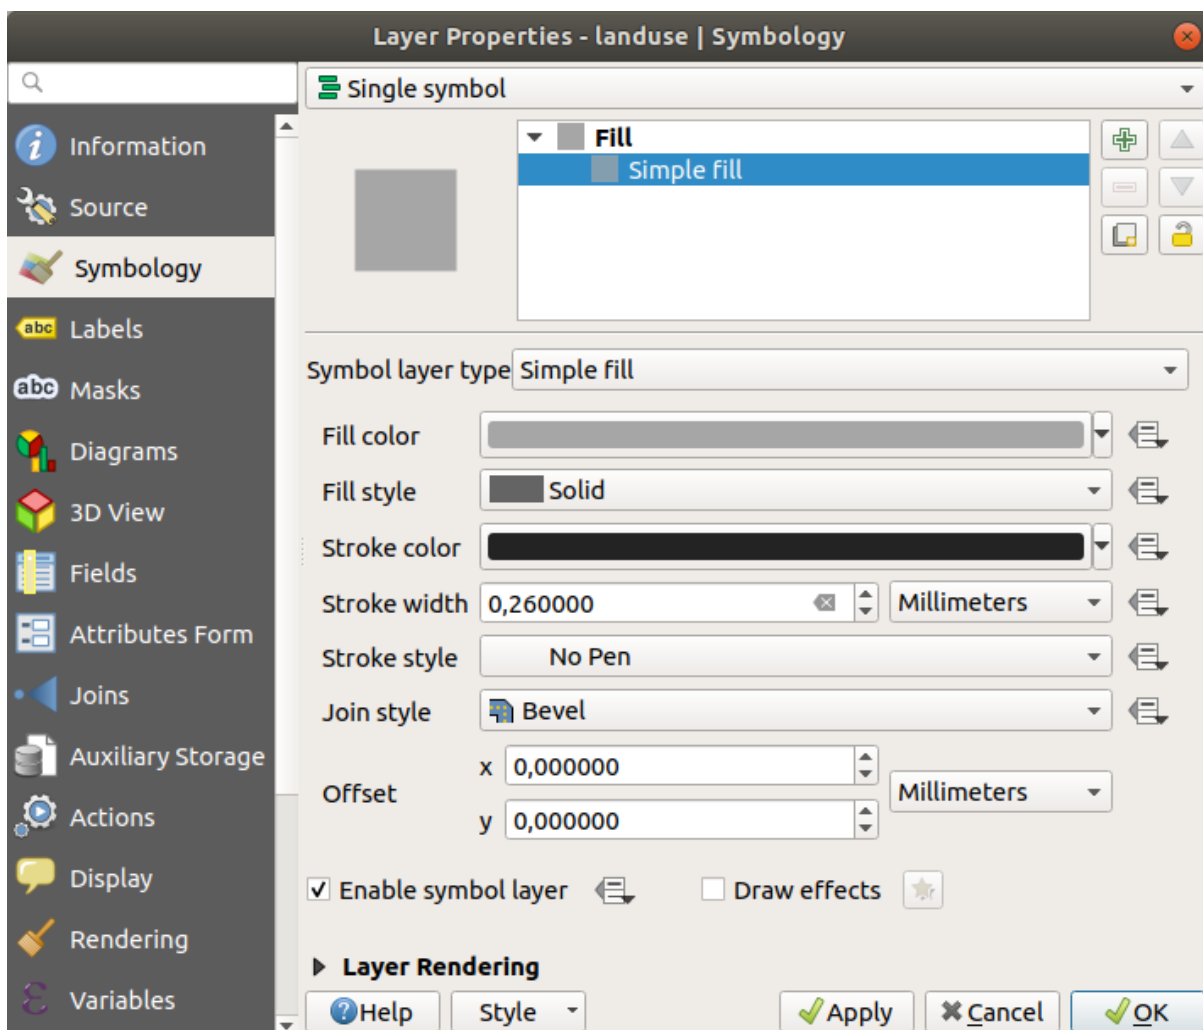 Layer Properties - landuse | Symbology
Single symbol
Information
Source
Symbology
abc Labels
abc Masks
Diagrams
3D View
Fields
Attributes Form
Joins
Auxiliary Storage
Actions
Display
Rendering
ε Variables
Fill
Simple fill
Symbol layer type Simple fill
Fill color
Fill style Solid
Stroke color
Stroke width 0,260000 Millimeters
Stroke style No Pen
Join style Bevel
Offset x 0,000000 Millimeters
y 0,000000
Enable symbol layer Draw effects
Layer Rendering
Help Style Apply Cancel OK